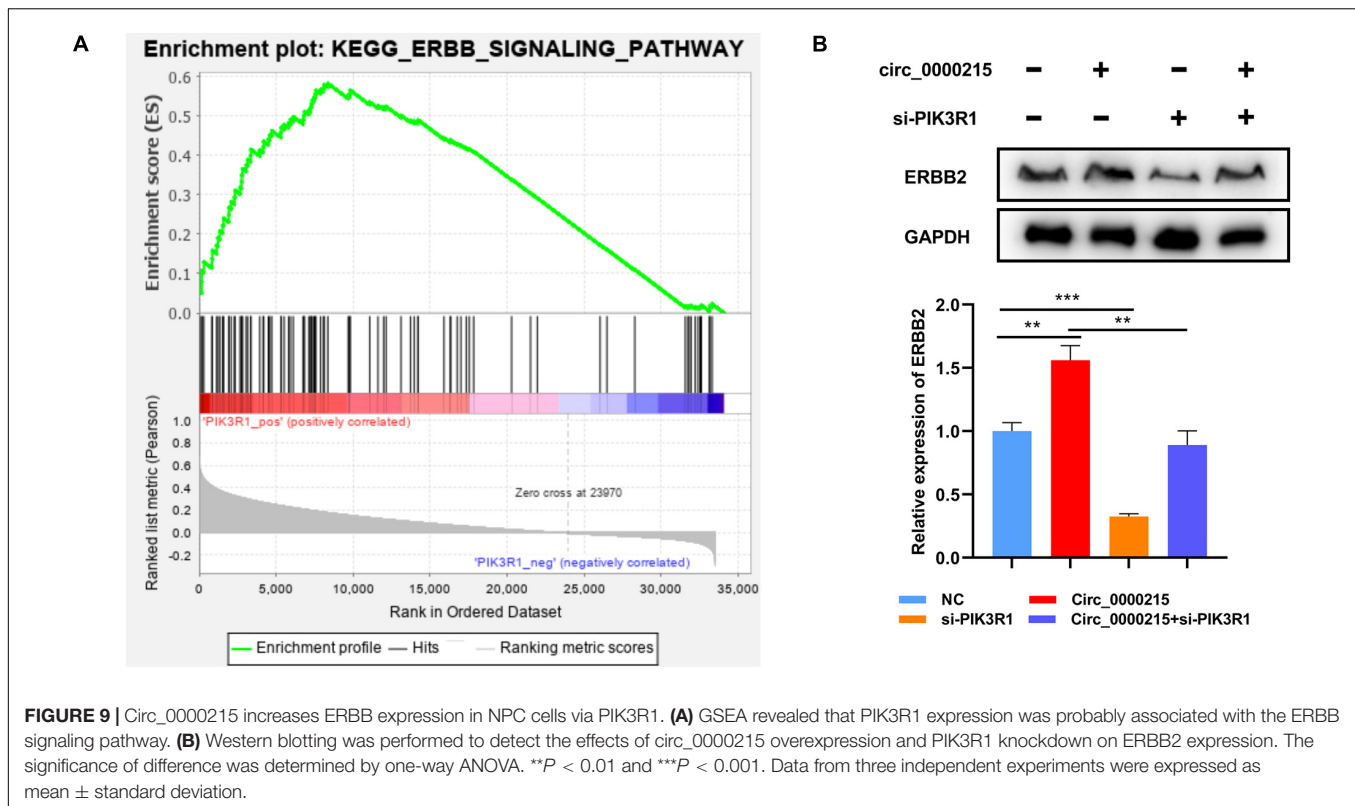 A
Enrichment plot: KEGG_ERBB_SIGNALING_PATHWAY
Enrichment score (ES)
0.6
0.5
0.4
0.3
0.2
0.1
0.0
'PIK3R1_pos' (positively correlated)
Ranked list metric (Pearson)
1.0
0.8
0.6
0.4
0.2
0.0
-0.2
Zero cross at 23970
'PIK3R1_neg' (negatively correlated)
0 5,000 10,000 15,000 20,000 25,000 30,000 35,000
Rank in Ordered Dataset
Enrichment profile Hits Ranking metric scores
B
circ_0000215 − + − +
si-PIK3R1 − − + +
ERBB2
GAPDH
Relative expression of ERBB2
2.0
1.5
1.0
0.5
0.0
***
** **
NC Circ_0000215
si-PIK3R1 Circ_0000215+si-PIK3R1
FIGURE 9 | Circ_0000215 increases ERBB expression in NPC cells via PIK3R1. (A) GSEA revealed that PIK3R1 expression was probably associated with the ERBB
signaling pathway. (B) Western blotting was performed to detect the effects of circ_0000215 overexpression and PIK3R1 knockdown on ERBB2 expression. The
significance of difference was determined by one-way ANOVA. **P < 0.01 and ***P < 0.001. Data from three independent experiments were expressed as
mean ± standard deviation.